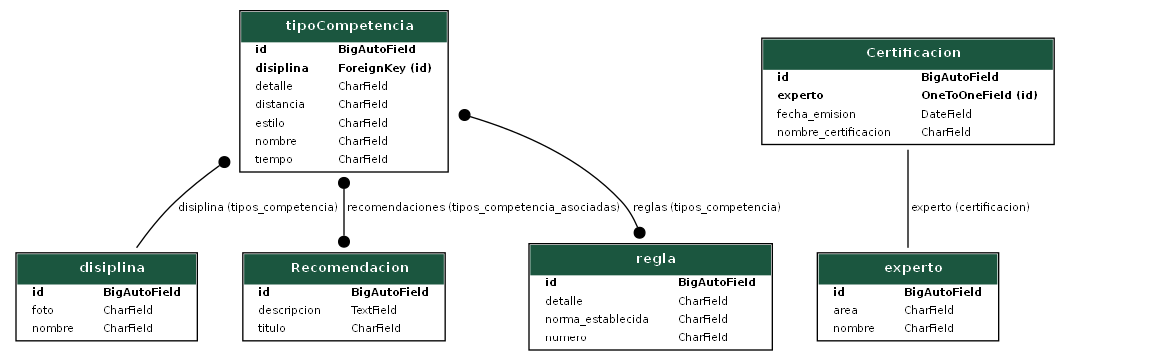 tipoCompetencia
id BigAutoField
disiplina ForeignKey (id)
detalle CharField
distancia CharField
estilo CharField
nombre CharField
tiempo CharField
Certificacion
id BigAutoField
experto OneToOneField (id)
fecha_emision DateField
nombre_certificacion CharField
disiplina (tipos_competencia)
recomendaciones (tipos_competencia_asociadas)
reglas (tipos_competencia)
experto (certificacion)
disiplina
id BigAutoField
foto CharField
nombre CharField
Recomendacion
id BigAutoField
descripcion TextField
titulo CharField
regla
id BigAutoField
detalle CharField
norma_establecida CharField
numero CharField
experto
id BigAutoField
area CharField
nombre CharField